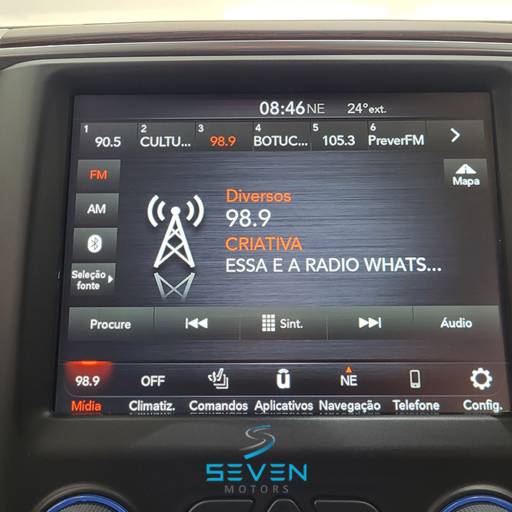 08:46NE 24°ext.
1 90.5 2 CULTU... 3 98.9 4 BOTUC... 5 105.3 6 PreverFM
FM
Mapa
AM
Diversos
98.9
CRIATIVA
ESSA E A RADIO WHATS...
Seleção
fonte
Procure Sint. Áudio
98.9 OFF NE
Mídia Climatiz. Comandos Aplicativos Navegação Telefone Config.
SEVEN
MOTORS